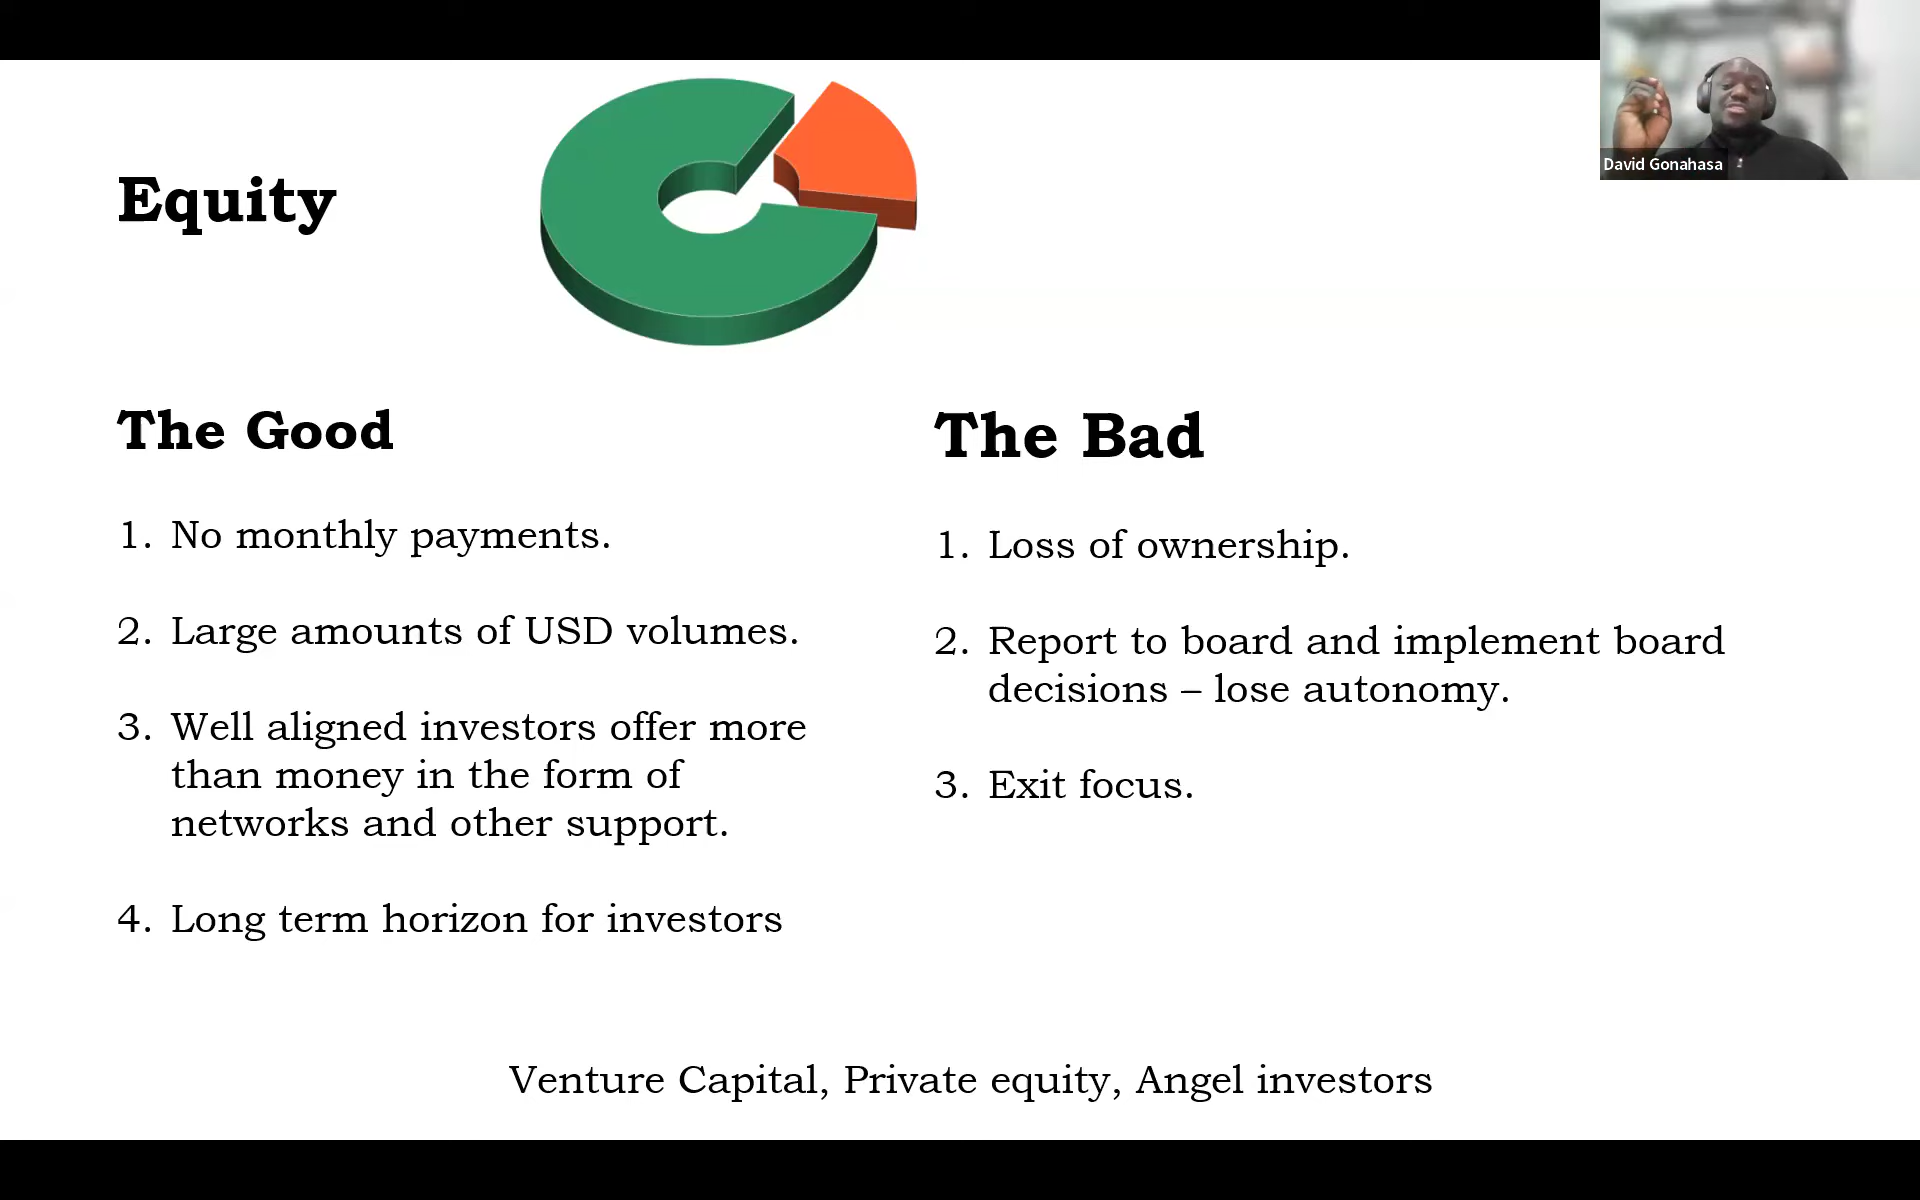 David Gonahasa
Equity
The Good
1. No monthly payments.
2. Large amounts of USD volumes.
3. Well aligned investors offer more
than money in the form of
networks and other support.
4. Long term horizon for investors
The Bad
1. Loss of ownership.
2. Report to board and implement board
decisions – lose autonomy.
3. Exit focus.
Venture Capital, Private equity, Angel investors